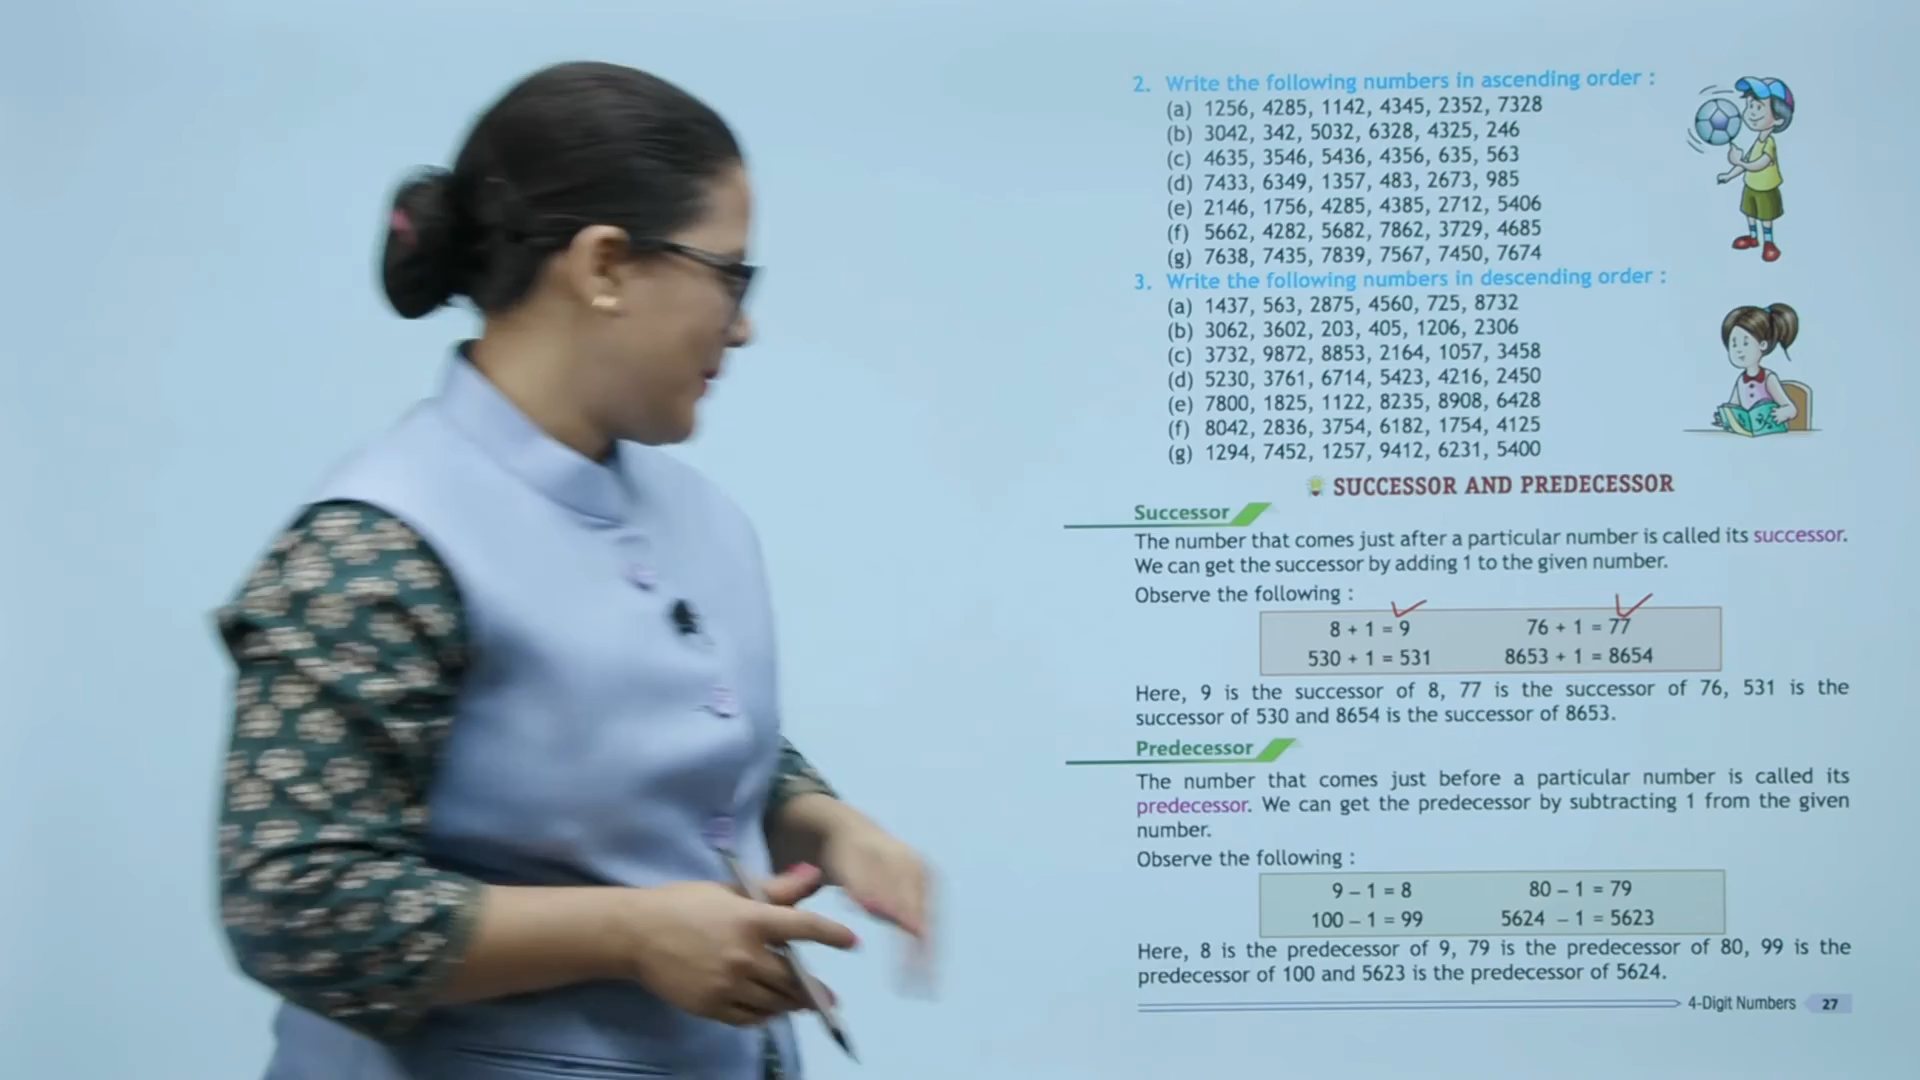 2. Write the following numbers in ascending order :
(a) 1256, 4285, 1142, 4345, 2352, 7328
(b) 3042, 342, 5032, 6328, 4325, 246
(c) 4635, 3546, 5436, 4356, 635, 563
(d) 7433, 6349, 1357, 483, 2673, 985
(e) 2146, 1756, 4285, 4385, 2712, 5406
(f) 5662, 4282, 5682, 7862, 3729, 4685
(g) 7638, 7435, 7839, 7567, 7450, 7674
3. Write the following numbers in descending order :
(a) 1437, 563, 2875, 4560, 725, 8732
(b) 3062, 3602, 203, 405, 1206, 2306
(c) 3732, 9872, 8853, 2164, 1057, 3458
(d) 5230, 3761, 6714, 5423, 4216, 2450
(e) 7800, 1825, 1122, 8235, 8908, 6428
(f) 8042, 2836, 3754, 6182, 1754, 4125
(g) 1294, 7452, 1257, 9412, 6231, 5400
SUCCESSOR AND PREDECESSOR
Successor
The number that comes just after a particular number is called its successor.
We can get the successor by adding 1 to the given number.
Observe the following :
8 + 1 = 9 76 + 1 = 77
530 + 1 = 531 8653 + 1 = 8654
Here, 9 is the successor of 8, 77 is the successor of 76, 531 is the
successor of 530 and 8654 is the successor of 8653.
Predecessor
The number that comes just before a particular number is called its
predecessor. We can get the predecessor by subtracting 1 from the given
number.
Observe the following :
9 – 1 = 8 80 – 1 = 79
100 – 1 = 99 5624 – 1 = 5623
Here, 8 is the predecessor of 9, 79 is the predecessor of 80, 99 is the
predecessor of 100 and 5623 is the predecessor of 5624.
4-Digit Numbers 27